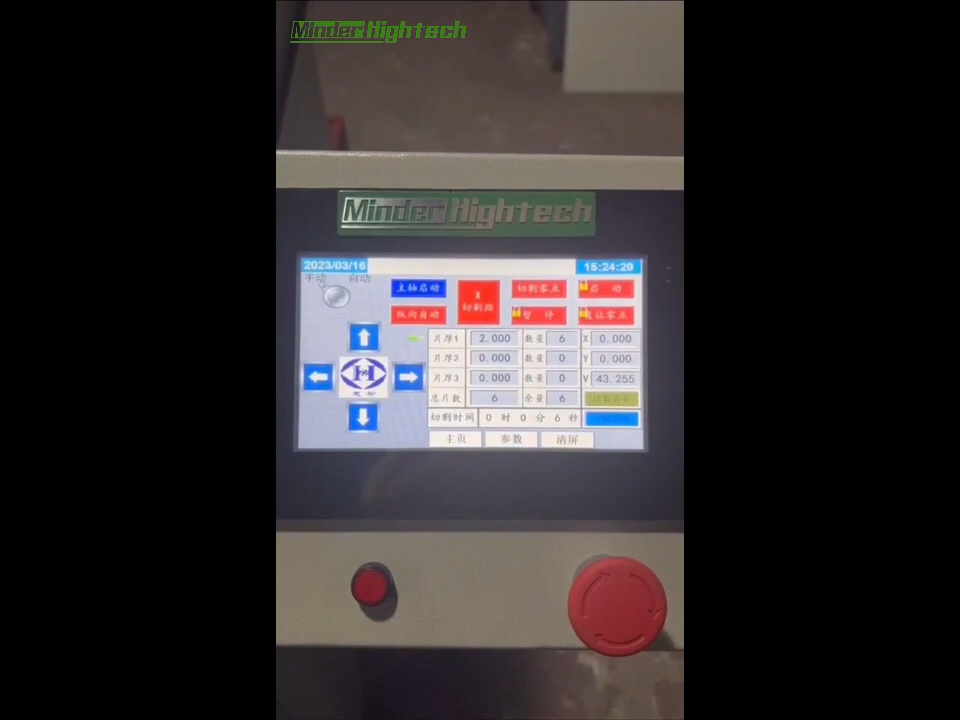 Minder Hightech
Minder Hightech
2023/03/16 15:24:20
手动 自动
主轴启动 X 切割零点 启 动
切割距
纵向自动 暂 停 复位零点
片厚1 2.000 数量 6 X 0.000
片厚2 0.000 数量 0 Y 0.000
片厚3 0.000 数量 0 V 43.255
总片数 6 余量 6
切割时间 0 时 0 分 6 秒
主页 参数 清屏